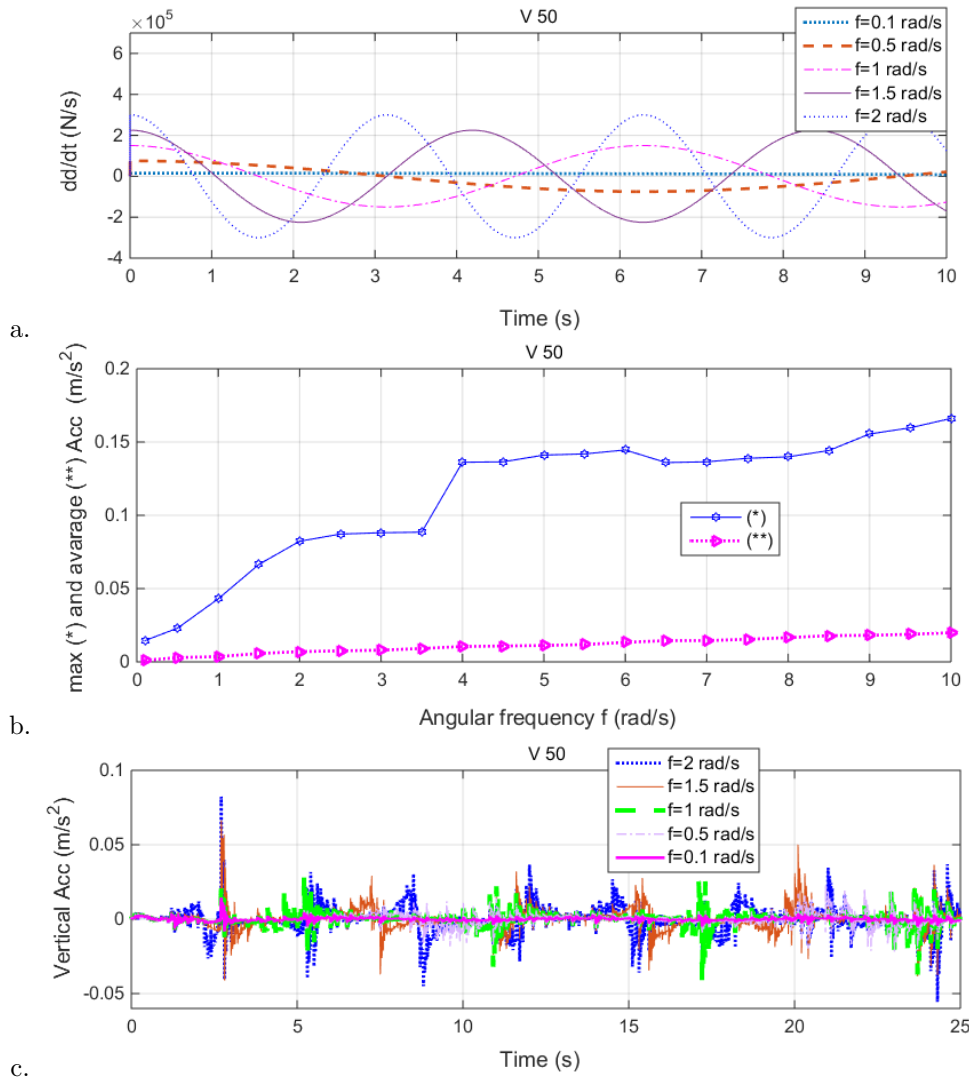 ×10⁵
V 50
f=0.1 rad/s
f=0.5 rad/s
f=1 rad/s
f=1.5 rad/s
f=2 rad/s
6
4
2
0
-2
-4
dd/dt (N/s)
0 1 2 3 4 5 6 7 8 9 10
Time (s)
a.
V 50
max (*) and avarage (**) Acc (m/s²)
0.2
0.15
0.1
0.05
0
(*)
(**)
0 1 2 3 4 5 6 7 8 9 10
Angular frequency f (rad/s)
b.
V 50
Vertical Acc (m/s²)
0.1
0.05
0
-0.05
f=2 rad/s
f=1.5 rad/s
f=1 rad/s
f=0.5 rad/s
f=0.1 rad/s
0 5 10 15 20 25
Time (s)
c.